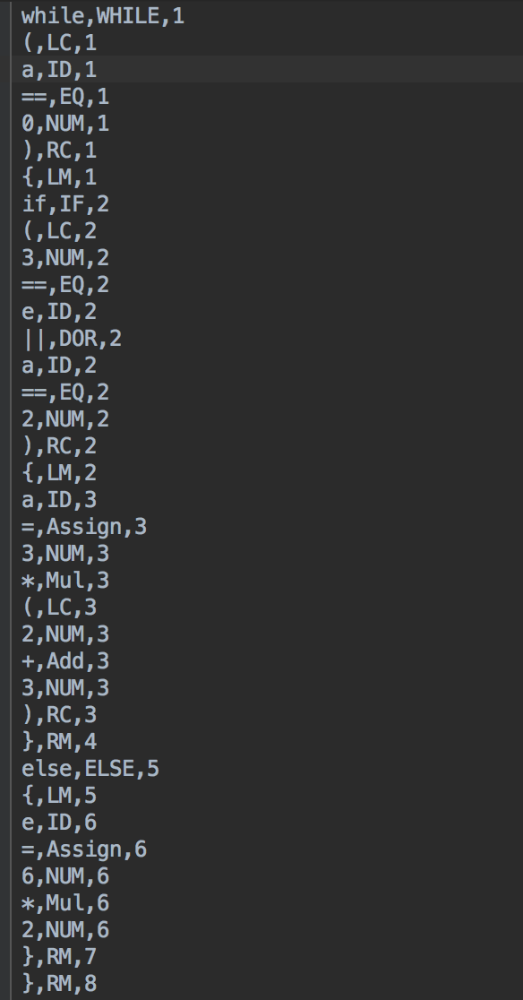 while,WHILE,1
(,LC,1
a,ID,1
==,EQ,1
0,NUM,1
),RC,1
{,LM,1
if,IF,2
(,LC,2
3,NUM,2
==,EQ,2
e,ID,2
||,DOR,2
a,ID,2
==,EQ,2
2,NUM,2
),RC,2
{,LM,2
a,ID,3
=,Assign,3
3,NUM,3
*,Mul,3
(,LC,3
2,NUM,3
+,Add,3
3,NUM,3
),RC,3
},RM,4
else,ELSE,5
{,LM,5
e,ID,6
=,Assign,6
6,NUM,6
*,Mul,6
2,NUM,6
},RM,7
},RM,8